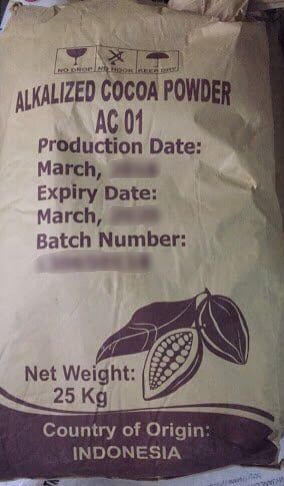 NO DROP NO HOOK KEEP DRY
ALKALIZED COCOA POWDER
AC 01
Production Date:
March,
Expiry Date:
March,
Batch Number:
Net Weight:
25 Kg
Country of Origin:
INDONESIA